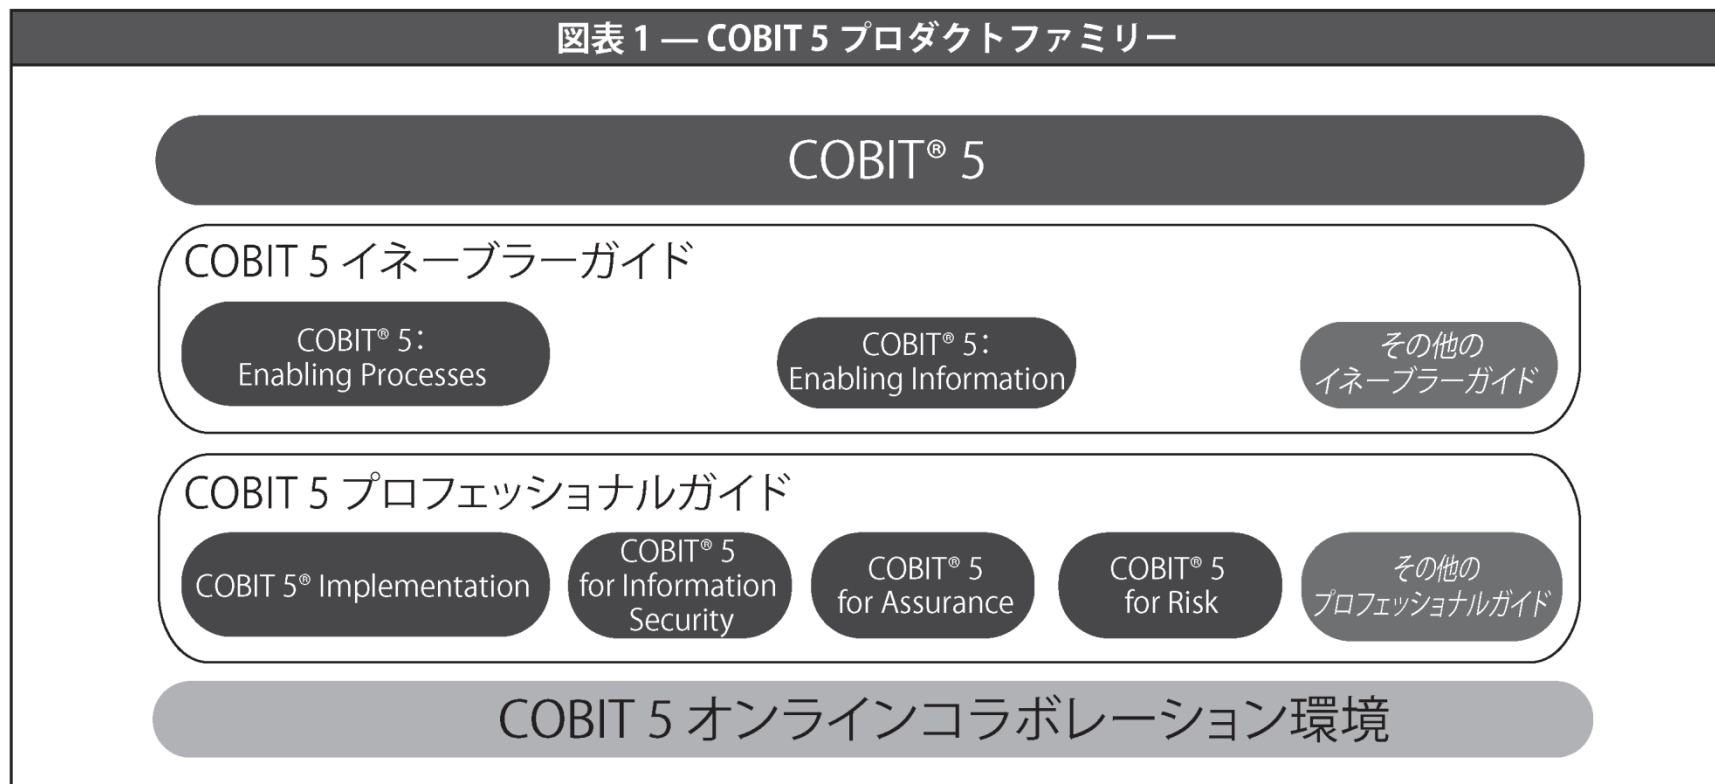 図表 1 — COBIT 5 プロダクトファミリー
COBIT® 5
COBIT 5 イネーブラーガイド
COBIT® 5：
Enabling Processes
COBIT® 5：
Enabling Information
その他の
イネーブラーガイド
COBIT 5 プロフェッショナルガイド
COBIT 5® Implementation
COBIT® 5
for Information
Security
COBIT® 5
for Assurance
COBIT® 5
for Risk
その他の
プロフェッショナルガイド
COBIT 5 オンラインコラボレーション環境